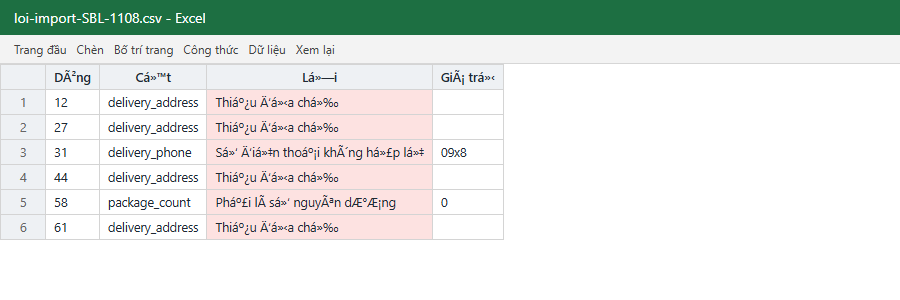 loi-import-SBL-1108.csv - Excel
Trang đầu Chèn Bố trí trang Công thức Dữ liệu Xem lại
DÃ²ng Cá»™t Lá»—i GiÃ¡ trá»‹
1 12 delivery_address Thiáº¿u Ä‘á»‹a chá»‰
2 27 delivery_address Thiáº¿u Ä‘á»‹a chá»‰
3 31 delivery_phone Sá»‘ Ä‘iá»‡n thoáº¡i khÃ´ng há»£p lá»‡ 09x8
4 44 delivery_address Thiáº¿u Ä‘á»‹a chá»‰
5 58 package_count Pháº£i lÃ sá»‘ nguyÃªn dÆ°Æ¡ng 0
6 61 delivery_address Thiáº¿u Ä‘á»‹a chá»‰